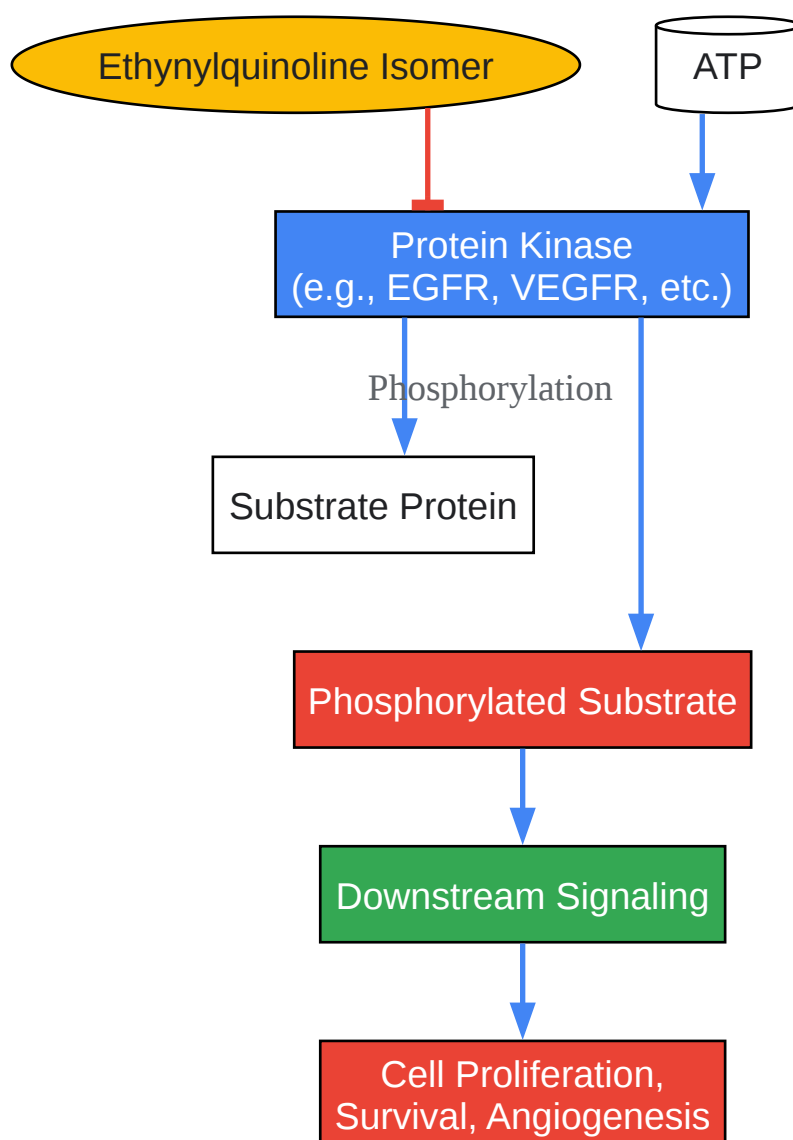 Ethynylquinoline Isomer
ATP
Protein Kinase
(e.g., EGFR, VEGFR, etc.)
Phosphorylation
Substrate Protein
Phosphorylated Substrate
Downstream Signaling
Cell Proliferation,
Survival, Angiogenesis